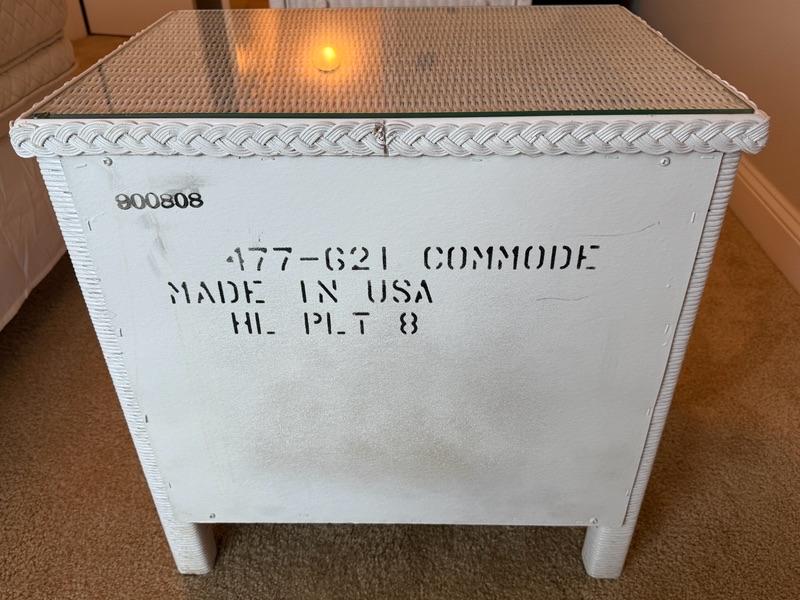 900808
477-621 COMMODE
MADE IN USA
HL PLT 8